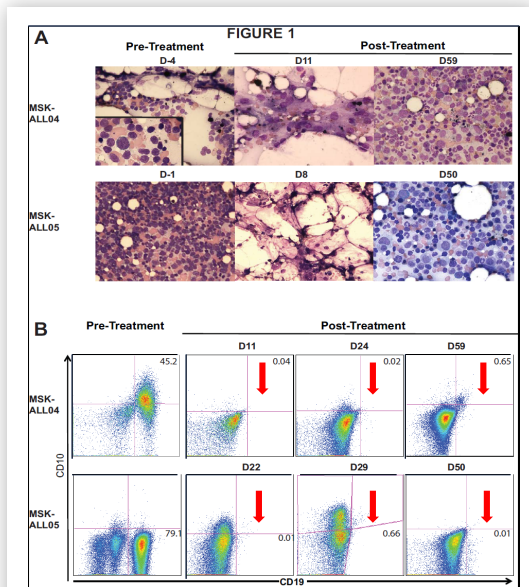 FIGURE 1
A
Pre-Treatment
Post-Treatment
D-4
D11
D59
MSK-
ALL04
D-1
D8
D50
MSK-
ALL05
B
Pre-Treatment
Post-Treatment
D11
D24
D59
45.2
0.04
0.02
0.65
MSK-
ALL04
CD10
D22
D29
D50
MSK-
ALL05
79.1
0.01
0.66
0.01
CD19